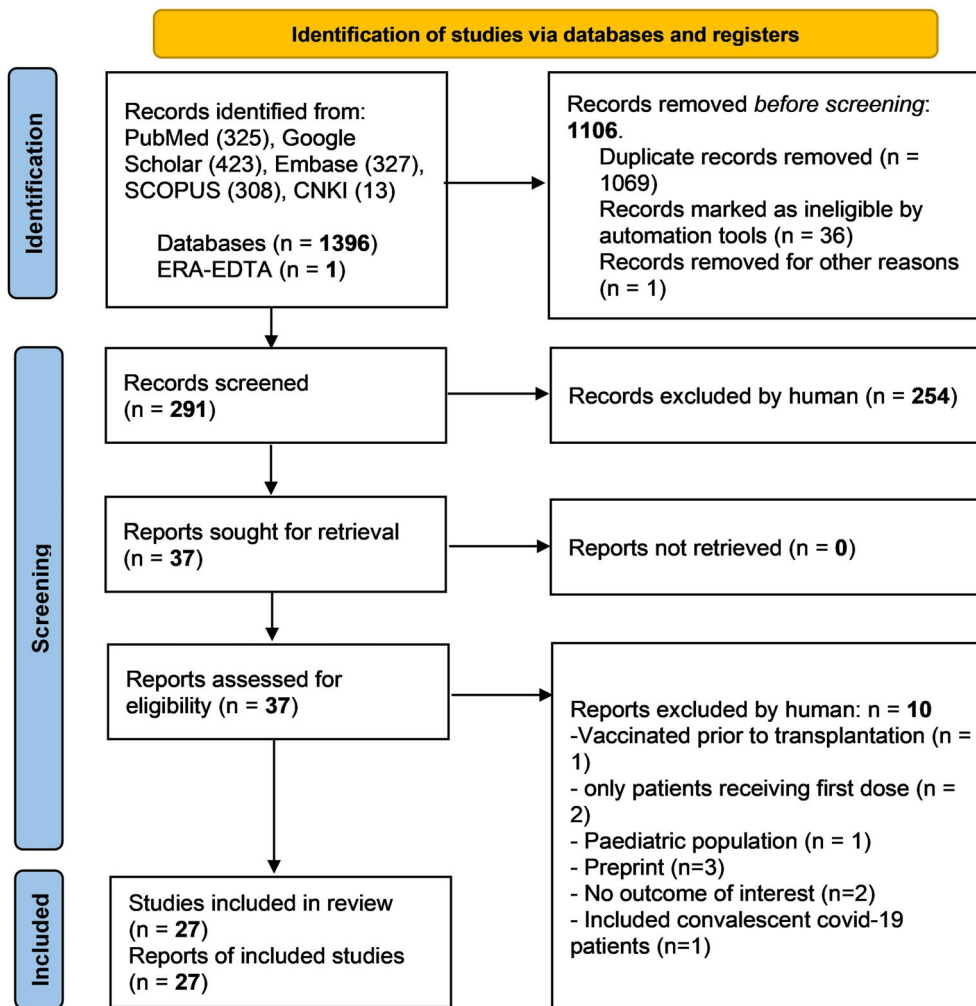 Identification of studies via databases and registers
Identification
Records identified from:
PubMed (325), Google
Scholar (423), Embase (327),
SCOPUS (308), CNKI (13)
Databases (n = 1396)
ERA-EDTA (n = 1)
Records removed before screening:
1106.
Duplicate records removed (n =
1069)
Records marked as ineligible by
automation tools (n = 36)
Records removed for other reasons
(n = 1)
Screening
Records screened
(n = 291)
Records excluded by human (n = 254)
Reports sought for retrieval
(n = 37)
Reports not retrieved (n = 0)
Reports assessed for
eligibility (n = 37)
Reports excluded by human: n = 10
-Vaccinated prior to transplantation (n =
1)
- only patients receiving first dose (n =
2)
- Paediatric population (n = 1)
- Preprint (n=3)
- No outcome of interest (n=2)
- Included convalescent covid-19
patients (n=1)
Included
Studies included in review
(n = 27)
Reports of included studies
(n = 27)